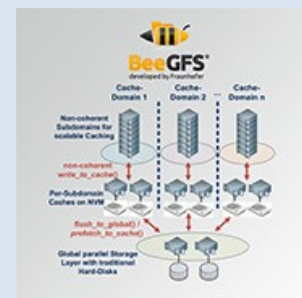 BeeGFS®
developed by Fraunhofer
Cache-
Domain 1
Cache-
Domain 2
...
Cache-
Domain n
Non-coherent
Subdomains for
scalable Caching
non-coherent
write_to_cache()
Per-Subdomain
Caches on NVM
flush_to_global() /
prefetch_to_cache()
Global parallel Storage
Layer with traditional
Hard-Disks